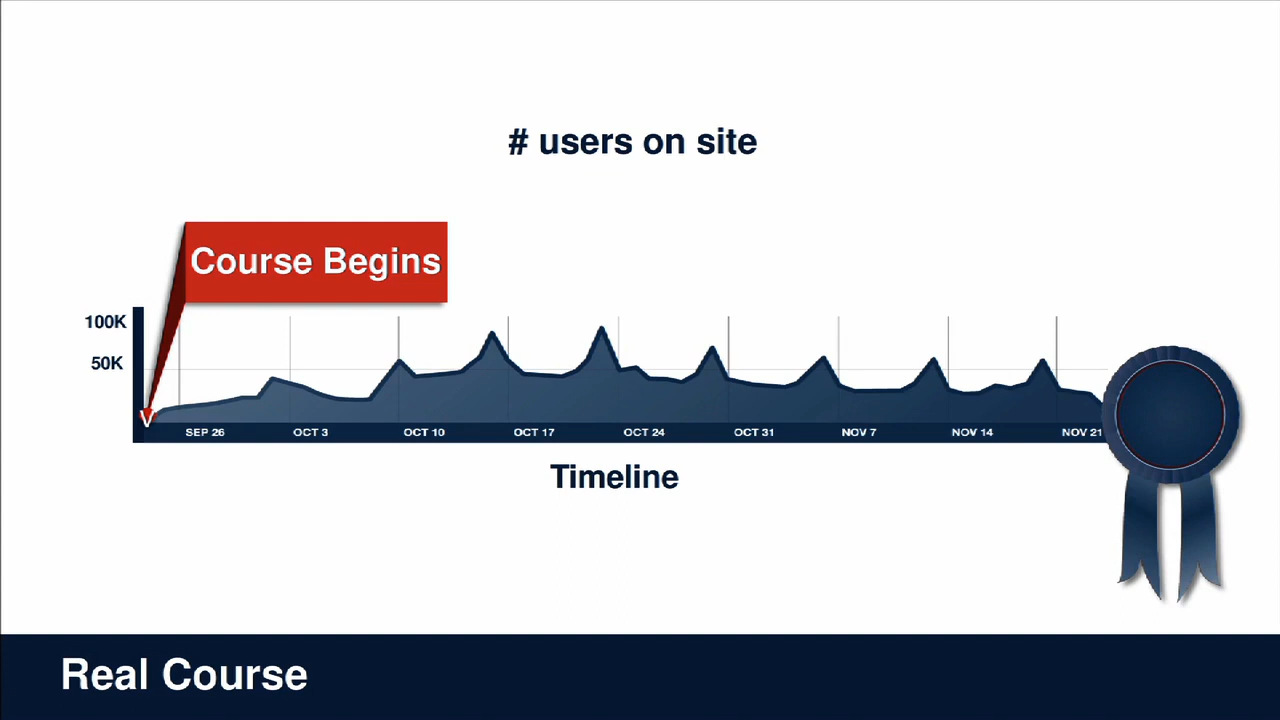 # users on site
Course Begins
100K
50K
SEP 26 OCT 3 OCT 10 OCT 17 OCT 24 OCT 31 NOV 7 NOV 14 NOV 21
Timeline
Real Course